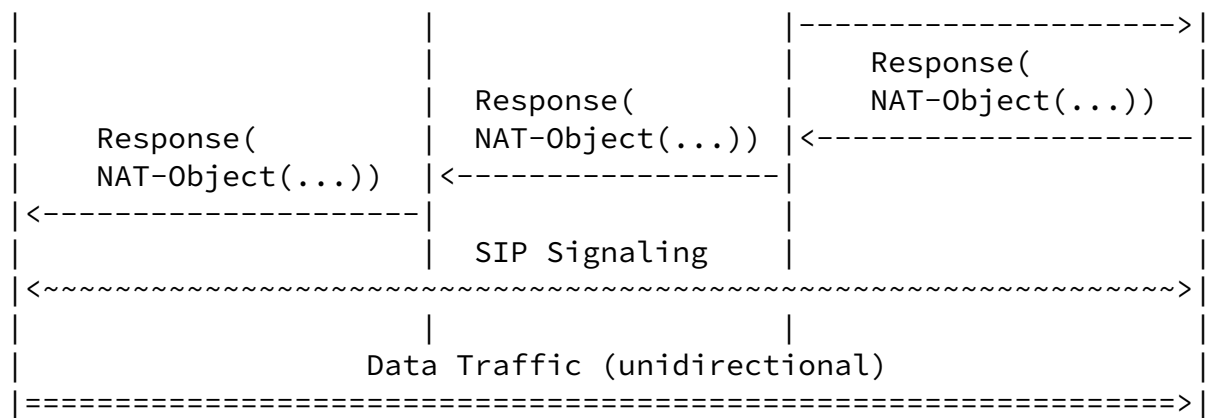 |                       |                   |--------------------->|
|                       |                   |    Response(         |
|                       |  Response(        |    NAT-Object(...))  |
|    Response(          |  NAT-Object(...)) |<---------------------|
|    NAT-Object(...))   |<------------------|                      |
|<---------------------|                   |                      |
|                       |  SIP Signaling    |                      |
|<~~~~~~~~~~~~~~~~~~~~~~~~~~~~~~~~~~~~~~~~~~~~~~~~~~~~~~~~~~~~~~~~>|
|                       |                   |                      |
|                   Data Traffic (unidirectional)                  |
|=================================================================>|